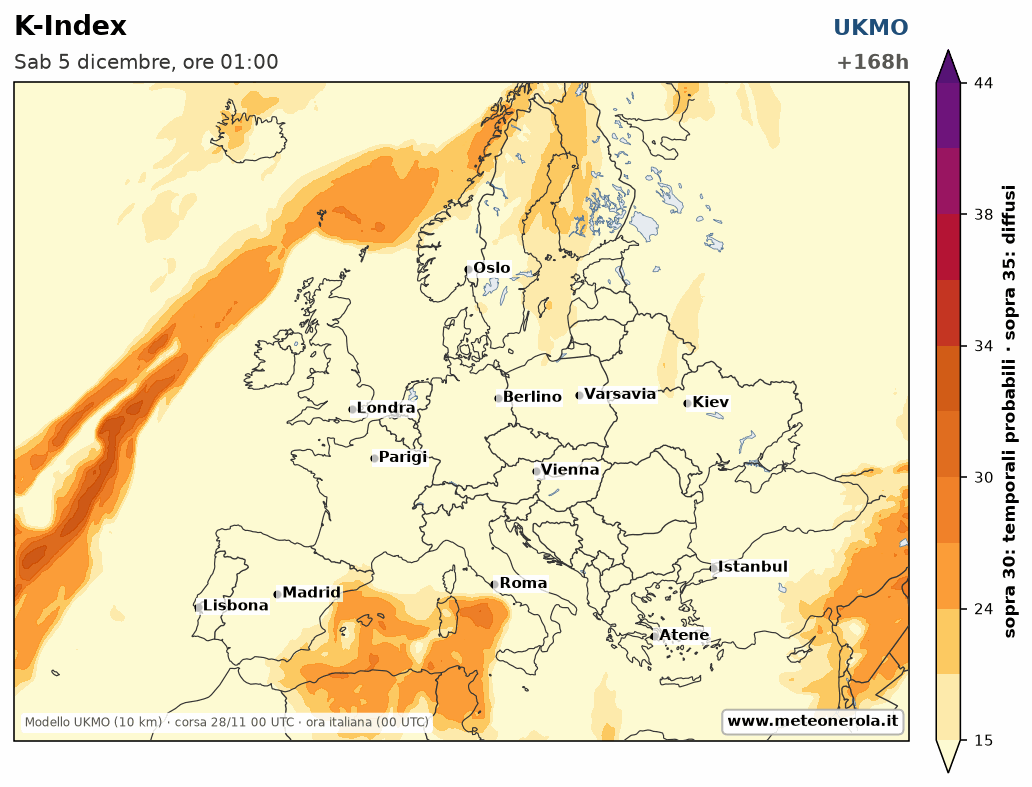 K-Index
UKMO
Sab 5 dicembre, ore 01:00
+168h
44
38
34
30
24
15
sopra 30: temporali probabili · sopra 35: diffusi
Oslo
Berlino
Varsavia
Kiev
Londra
Parigi
Vienna
Istanbul
Roma
Madrid
Lisbona
Atene
Modello UKMO (10 km) · corsa 28/11 00 UTC · ora italiana (00 UTC)
www.meteonerola.it